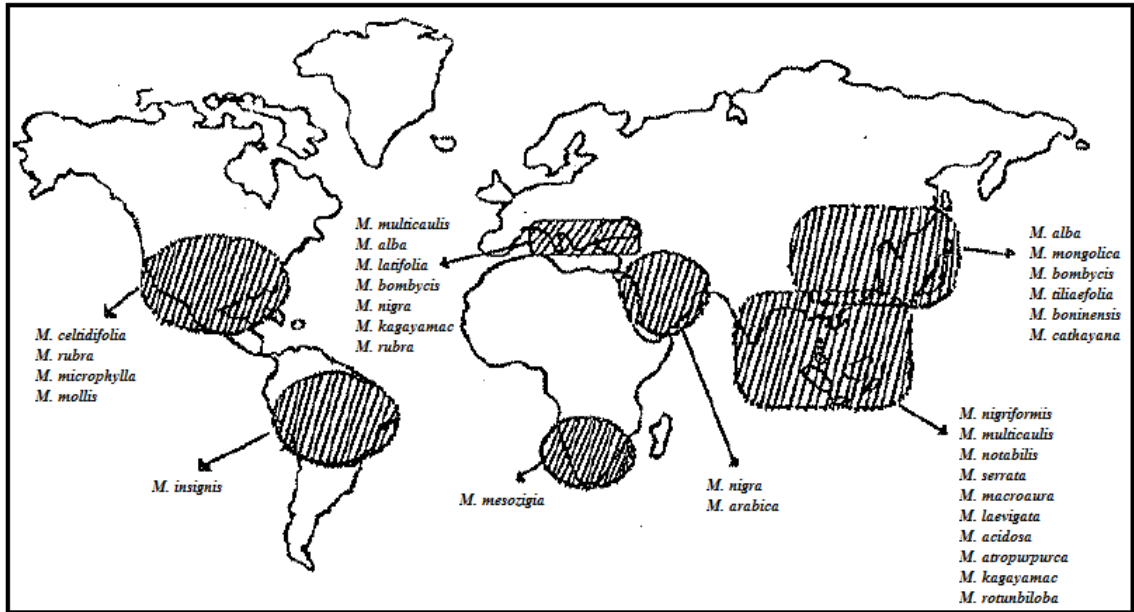 M. celtidifolia
M. rubra
M. microphylla
M. mollis
M. insignis
M. multicaulis
M. alba
M. latifolia
M. bombycis
M. nigra
M. kagayamac
M. rubra
M. mesozigia
M. nigra
M. arabica
M. alba
M. mongolica
M. bombycis
M. tiliaefolia
M. boninensis
M. cathayana
M. nigriformis
M. multicaulis
M. notabilis
M. serrata
M. macroaura
M. laevigata
M. acidosa
M. atropurpurca
M. kagayamac
M. rotunbiloba